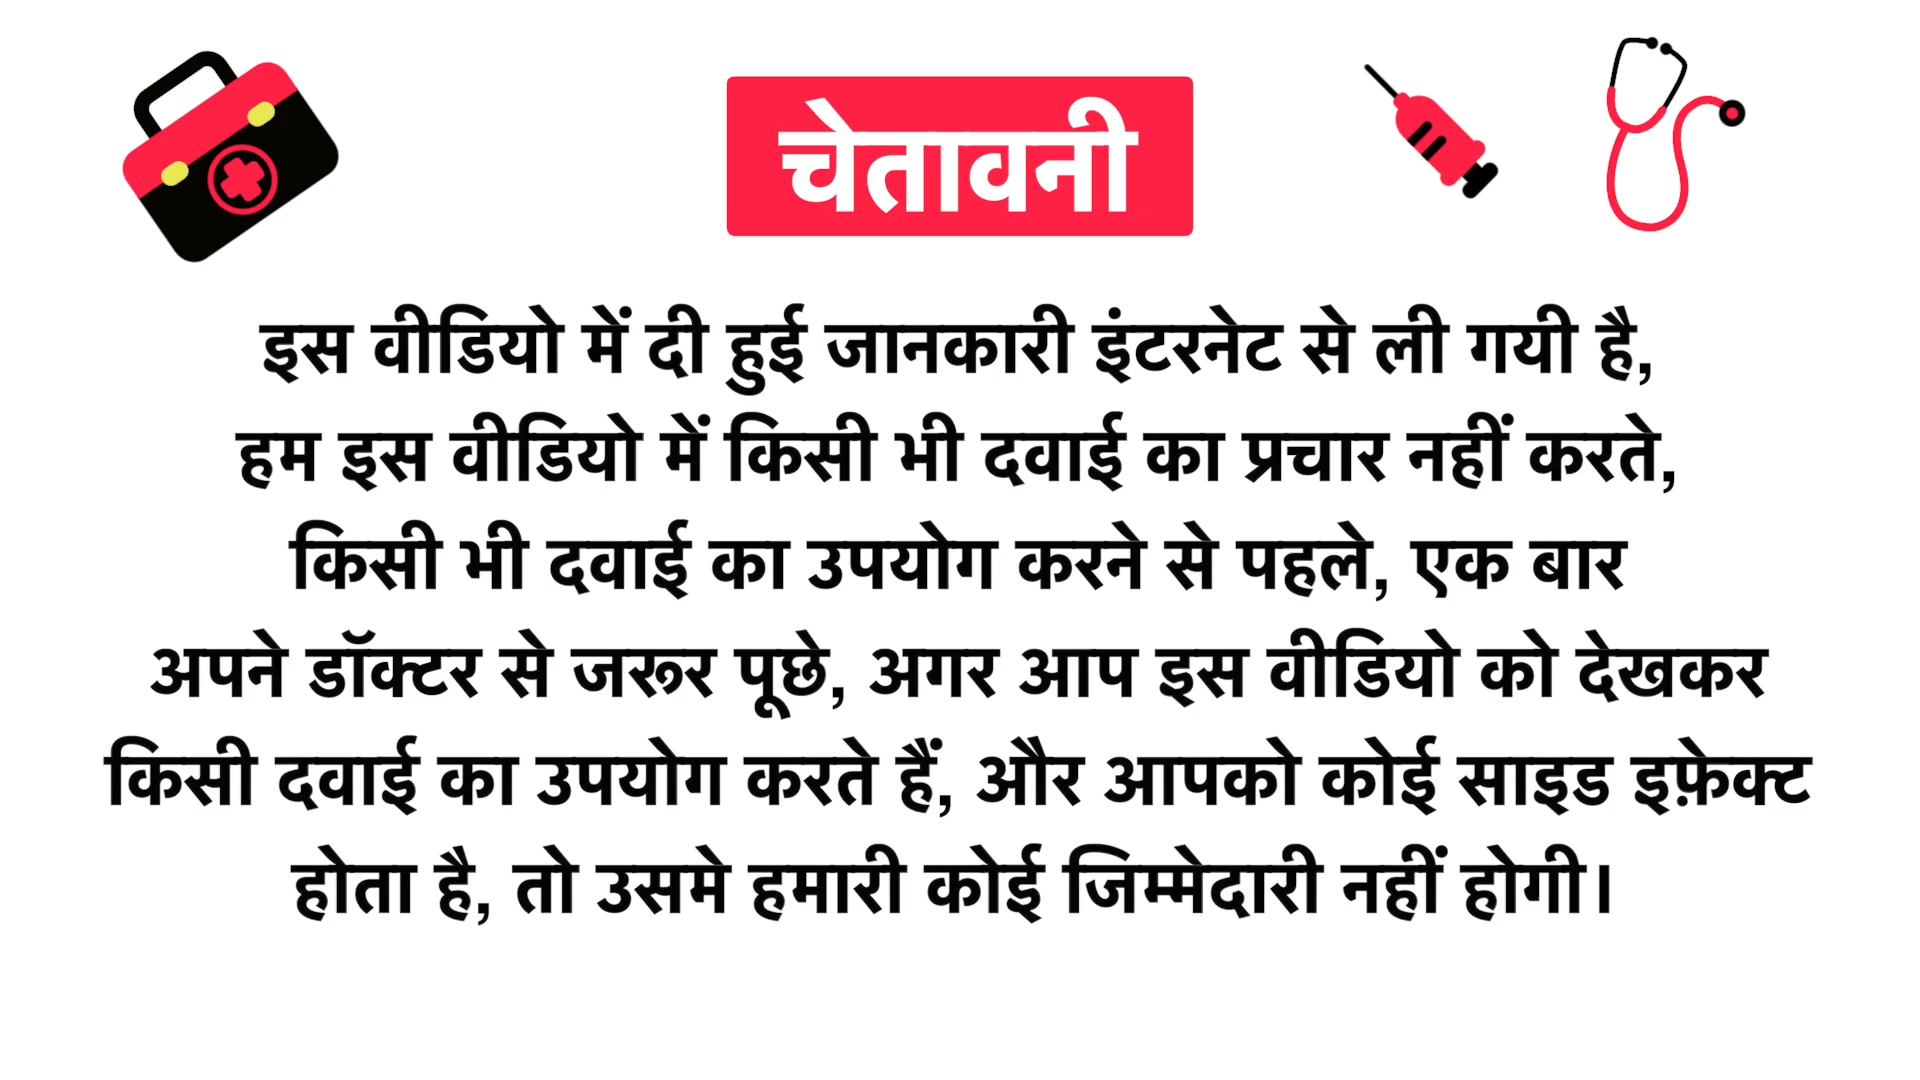 चेतावनी
इस वीडियो में दी हुई जानकारी इंटरनेट से ली गयी है,
हम इस वीडियो में किसी भी दवाई का प्रचार नहीं करते,
किसी भी दवाई का उपयोग करने से पहले, एक बार
अपने डॉक्टर से जरूर पूछे, अगर आप इस वीडियो को देखकर
किसी दवाई का उपयोग करते हैं, और आपको कोई साइड इफ़ेक्ट
होता है, तो उसमे हमारी कोई जिम्मेदारी नहीं होगी।